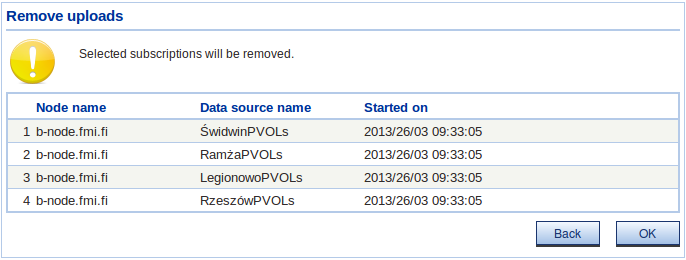 Remove uploads
Selected subscriptions will be removed.
Node name Data source name Started on
1 b-node.fmi.fi ŚwidwinPVOLs 2013/26/03 09:33:05
2 b-node.fmi.fi RamżaPVOLs 2013/26/03 09:33:05
3 b-node.fmi.fi LegionowoPVOLs 2013/26/03 09:33:05
4 b-node.fmi.fi RzeszówPVOLs 2013/26/03 09:33:05
Back OK